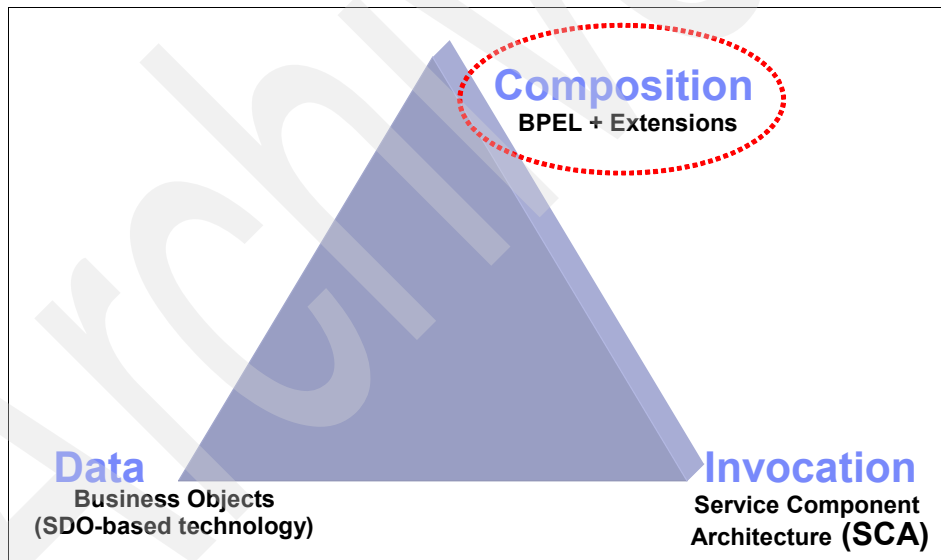 Composition
BPEL + Extensions
Data
Business Objects
(SDO-based technology)
Invocation
Service Component
Architecture (SCA)